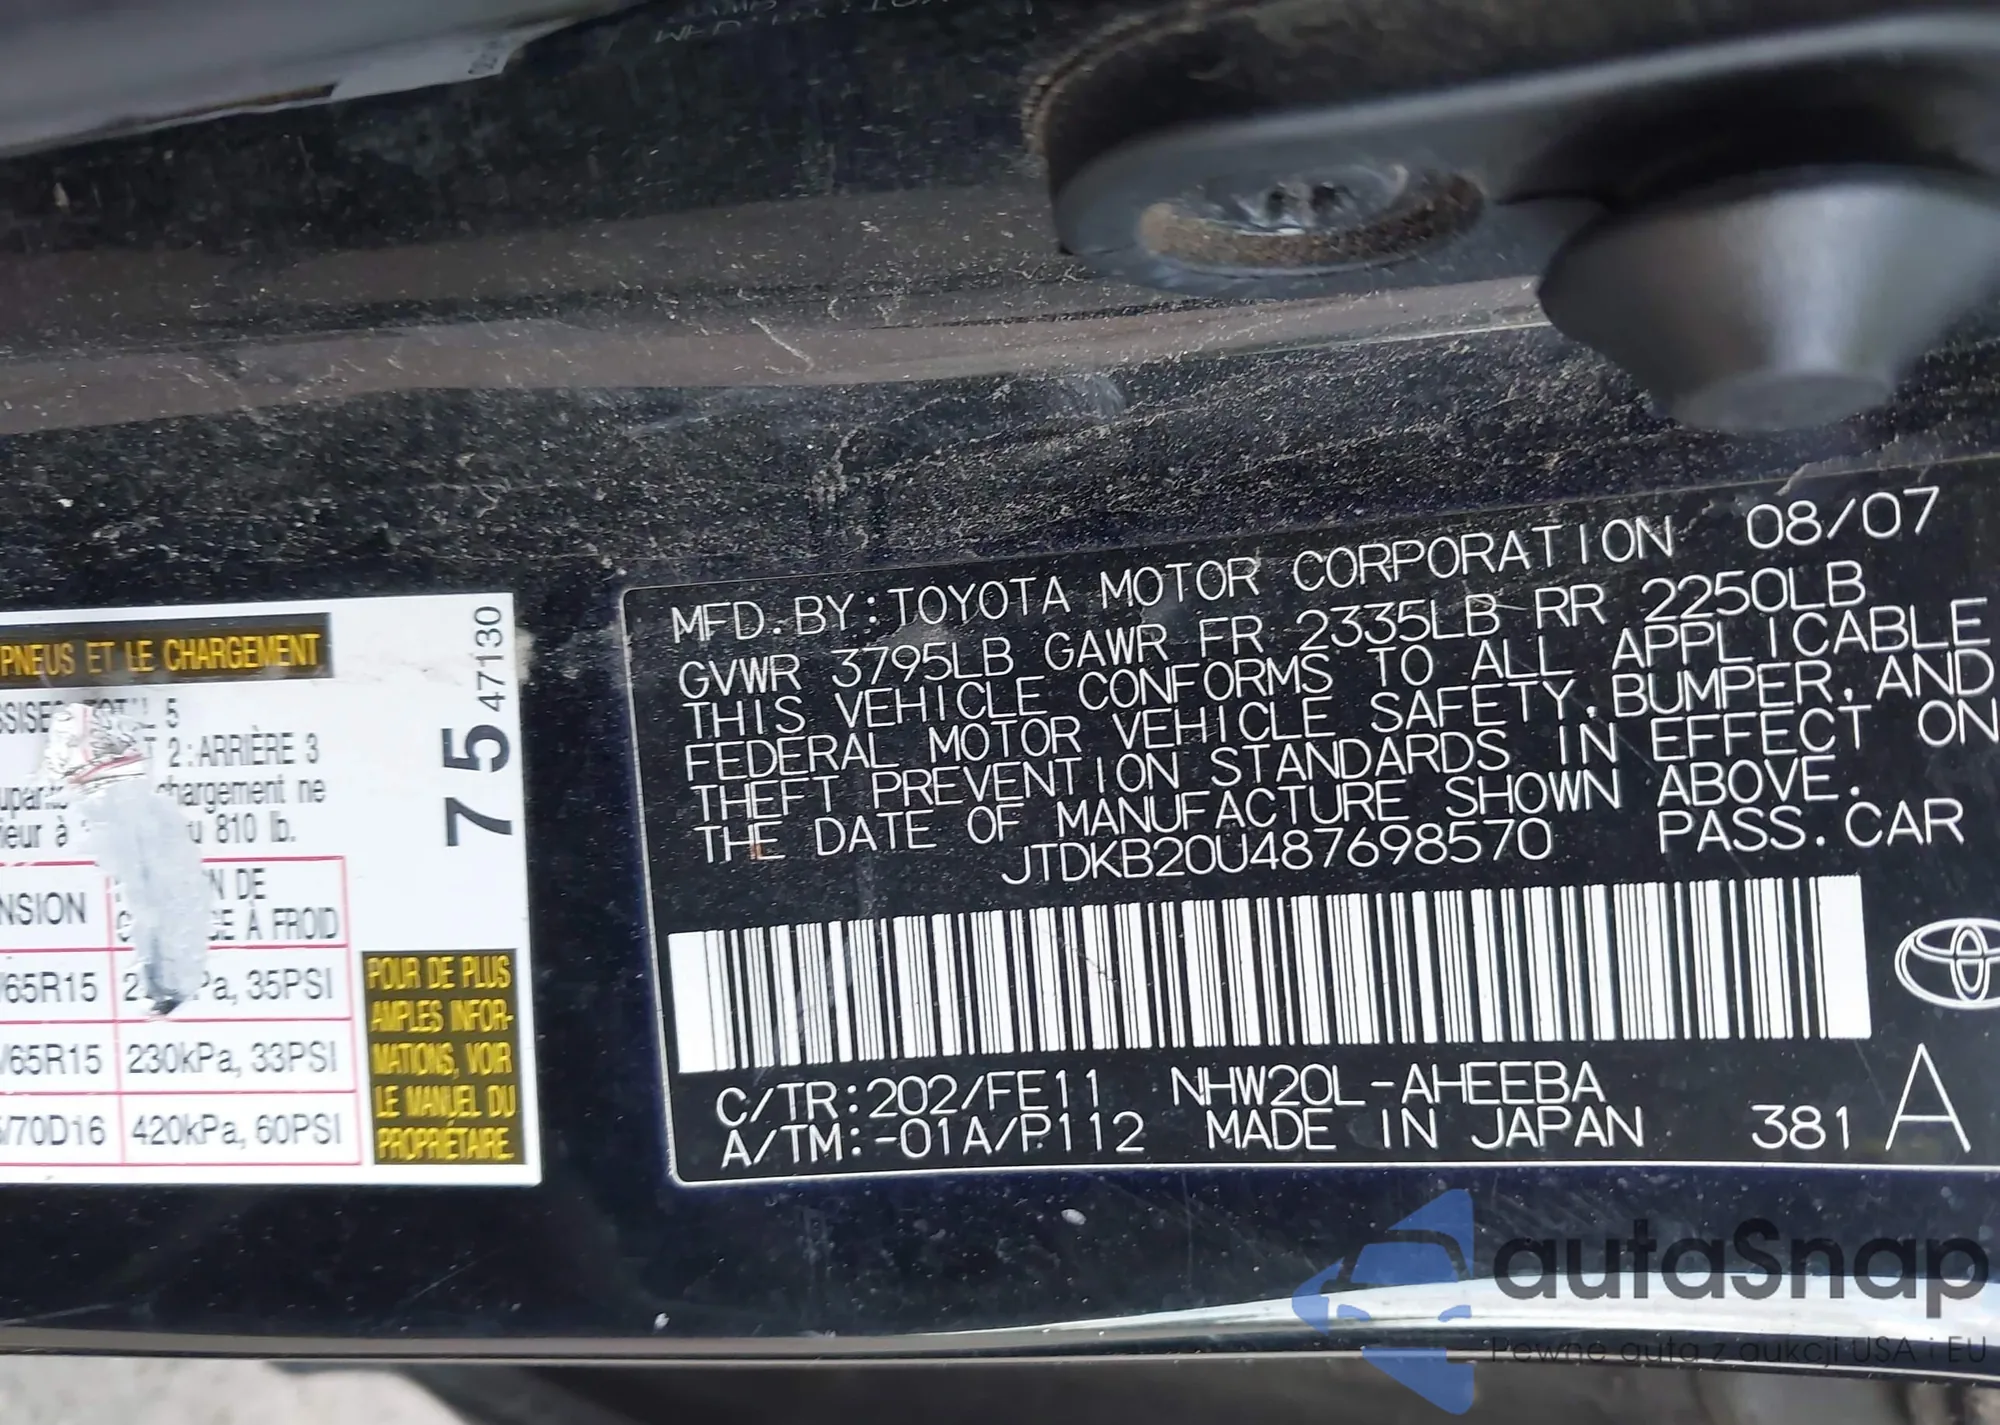 PNEUS ET LE CHARGEMENT
5
2:ARRIÈRE 3
chargement ne
810 lb.
75 47130
NSION
DE
À FROID
/65R15
Pa, 35PSI
/65R15
230kPa, 33PSI
/70D16
420kPa, 60PSI
POUR DE PLUS
AMPLES INFOR-
MATIONS, VOIR
LE MANUEL DU
PROPRIÉTAIRE.
MFD.BY:TOYOTA MOTOR CORPORATION 08/07
GVWR 3795LB GAWR FR 2335LB RR 2250LB
THIS VEHICLE CONFORMS TO ALL APPLICABLE
FEDERAL MOTOR VEHICLE SAFETY,BUMPER,AND
THEFT PREVENTION STANDARDS IN EFFECT ON
THE DATE OF MANUFACTURE SHOWN ABOVE.
JTDKB20U487698570 PASS.CAR
C/TR:202/FE11 NHW20L-AHEEBA
A/TM:-01A/P112 MADE IN JAPAN 381 A
autaSnap
Pewne auta z aukcji USA i EU